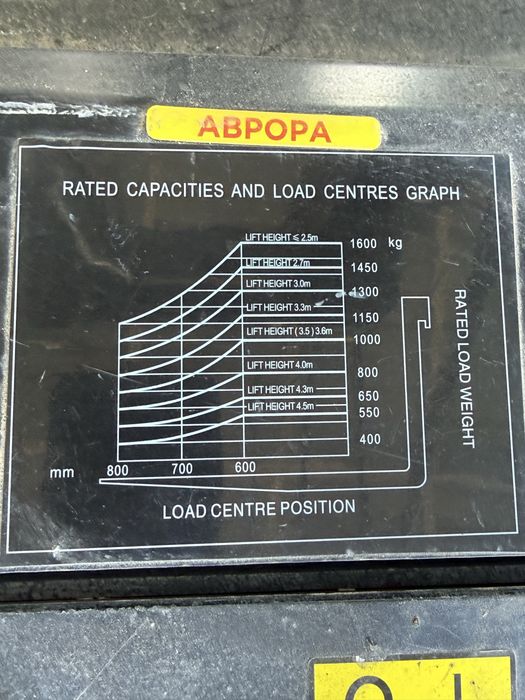 АВРОРА
RATED CAPACITIES AND LOAD CENTRES GRAPH
LIFT HEIGHT ≤ 2.5m 1600 kg
LIFT HEIGHT 2.7m 1450
LIFT HEIGHT 3.0m 1300
LIFT HEIGHT 3.3m 1150
LIFT HEIGHT (3.5) 3.6m 1000
LIFT HEIGHT 4.0m 800
LIFT HEIGHT 4.3m 650
LIFT HEIGHT 4.5m 550
400
RATED LOAD WEIGHT
mm 800 700 600
LOAD CENTRE POSITION